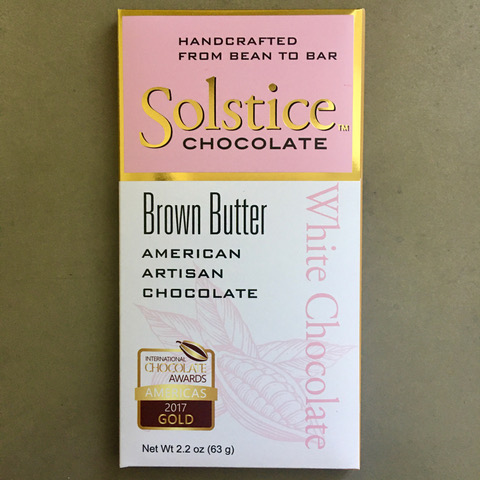 HANDCRAFTED
FROM BEAN TO BAR
Solstice™
CHOCOLATE
Brown Butter
AMERICAN
ARTISAN
CHOCOLATE
White Chocolate
INTERNATIONAL
CHOCOLATE
AWARDS
AMERICAS
2017
GOLD
Net Wt 2.2 oz (63 g)